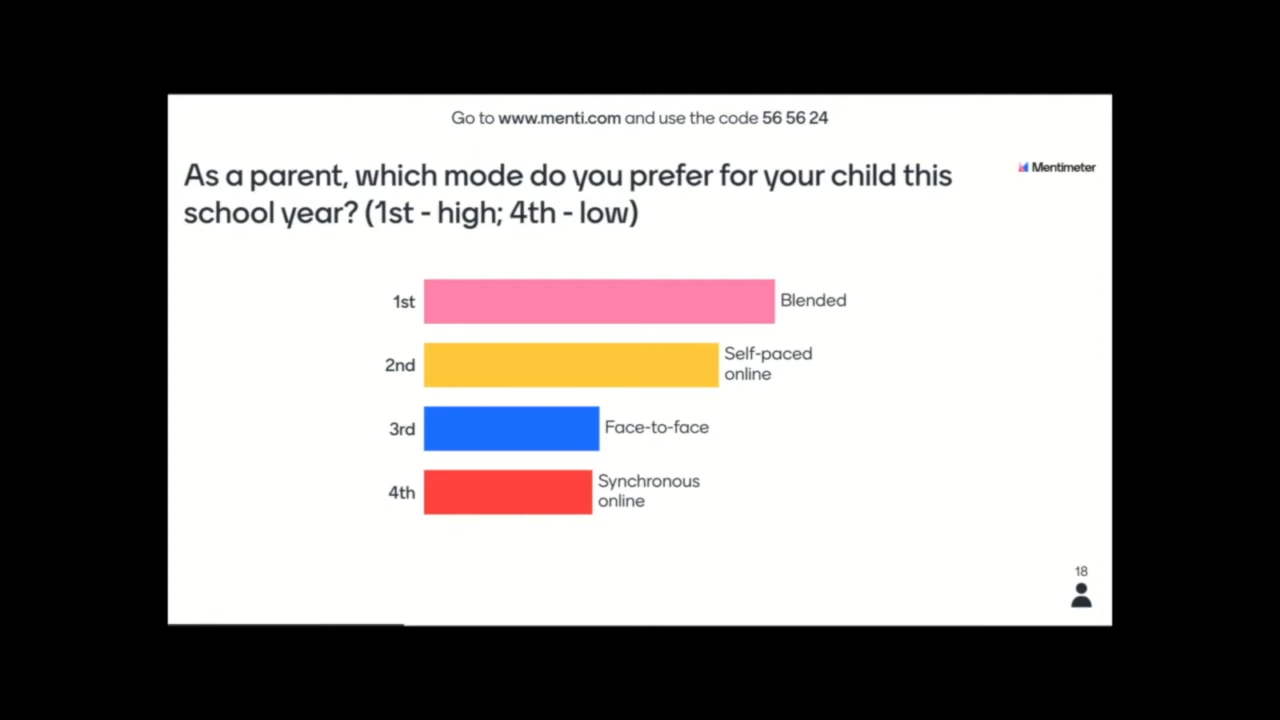 Go to www.menti.com and use the code 56 56 24
Mentimeter
As a parent, which mode do you prefer for your child this
school year? (1st - high; 4th - low)
1st
Blended
2nd
Self-paced
online
3rd
Face-to-face
4th
Synchronous
online
18